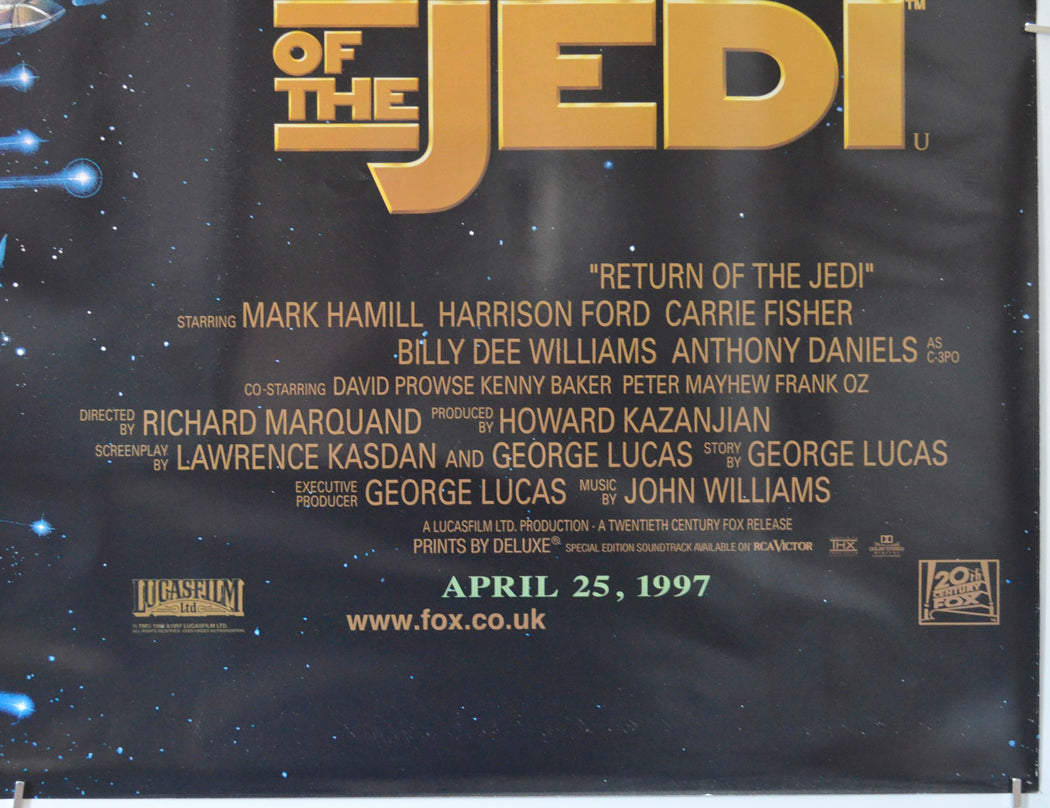 OF
THE
JEDI ™
U
"RETURN OF THE JEDI"
STARRING MARK HAMILL HARRISON FORD CARRIE FISHER
BILLY DEE WILLIAMS ANTHONY DANIELS AS C-3PO
CO-STARRING DAVID PROWSE KENNY BAKER PETER MAYHEW FRANK OZ
DIRECTED BY RICHARD MARQUAND PRODUCED BY HOWARD KAZANJIAN
SCREENPLAY BY LAWRENCE KASDAN AND GEORGE LUCAS STORY BY GEORGE LUCAS
EXECUTIVE PRODUCER GEORGE LUCAS MUSIC BY JOHN WILLIAMS
A LUCASFILM LTD. PRODUCTION - A TWENTIETH CENTURY FOX RELEASE
PRINTS BY DELUXE® SPECIAL EDITION SOUNDTRACK AVAILABLE ON RCA VICTOR THX DOLBY STEREO
LUCASFILM
Ltd
APRIL 25, 1997
20th
CENTURY
FOX
www.fox.co.uk